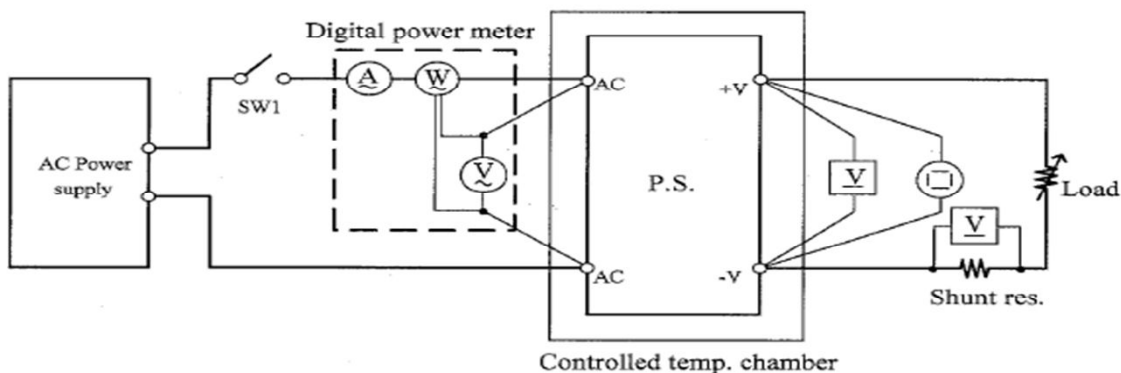 Digital power meter
A
W
AC
+V
SW1
AC Power
supply
V
P.S.
V
Load
V
AC
-V
Shunt res.
Controlled temp. chamber